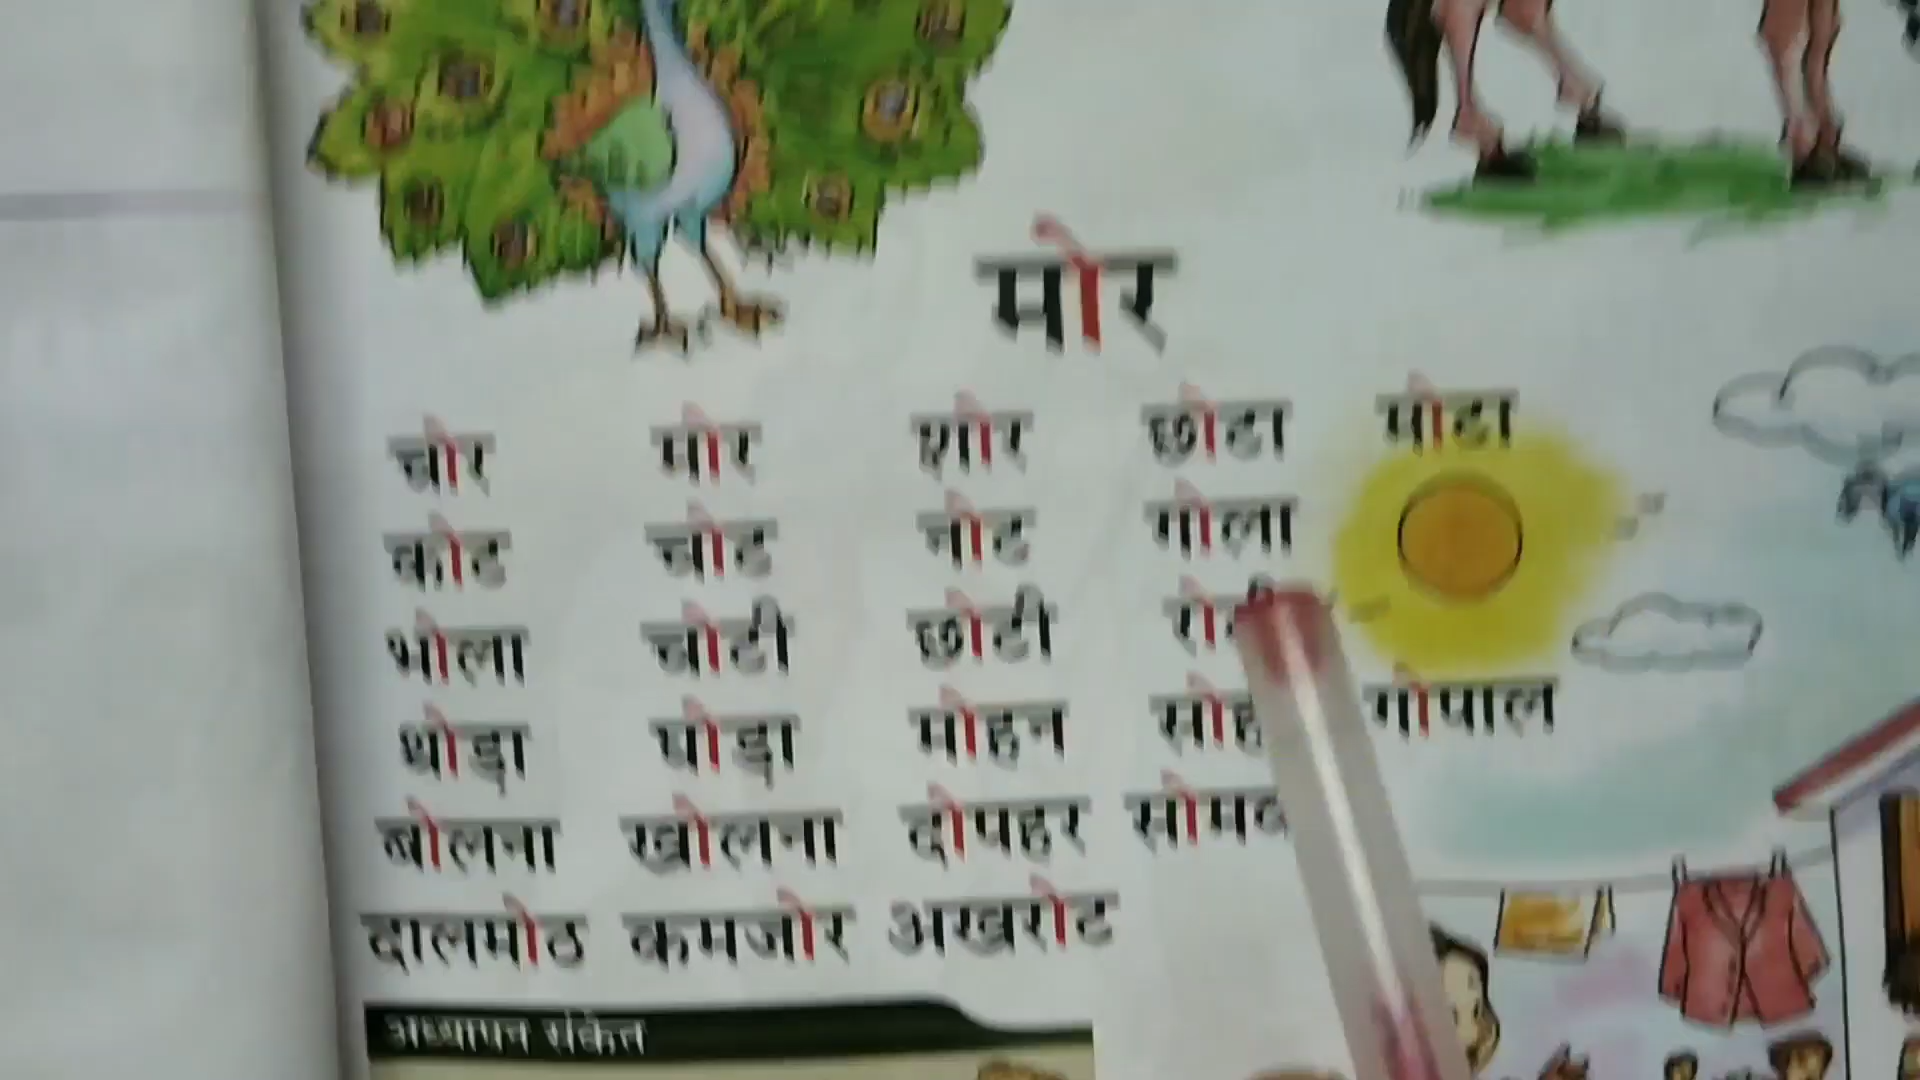 मोर
चोर मोर शोर छोटा मोटा
कोट चोट नोट गोला
भोला चोटी छोटी
थोड़ा घोड़ा मोहन गोपाल
बोलना खोलना दोपहर
दालमोठ कमजोर अखरोट
अध्यापन संकेत